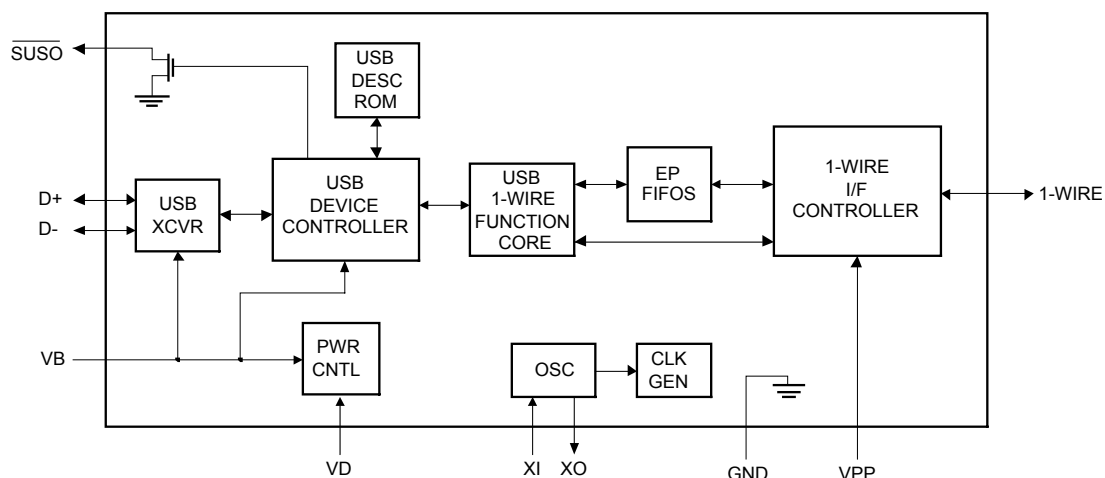 SUSO
USB
DESC
ROM
D+
D-
USB
XCVR
USB
DEVICE
CONTROLLER
USB
1-WIRE
FUNCTION
CORE
EP
FIFOS
1-WIRE
I/F
CONTROLLER
1-WIRE
VB
PWR
CNTL
OSC
CLK
GEN
VD
XI
XO
GND
VPP